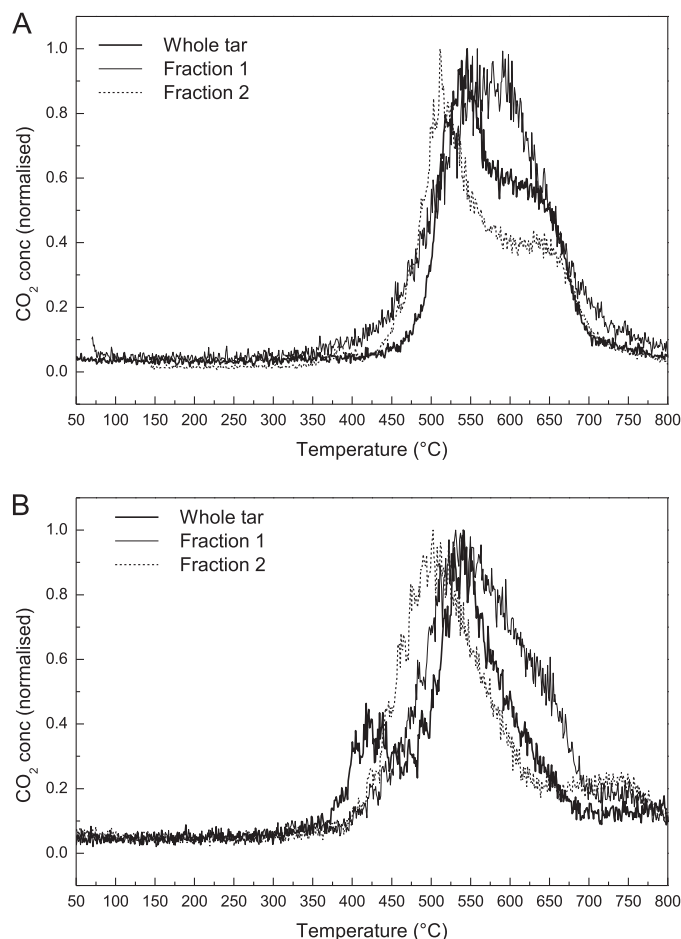 A
Whole tar
Fraction 1
Fraction 2
1.0
0.8
0.6
0.4
0.2
0.0
CO₂ conc (normalised)
50 100 150 200 250 300 350 400 450 500 550 600 650 700 750 800
Temperature (°C)
B
Whole tar
Fraction 1
Fraction 2
1.0
0.8
0.6
0.4
0.2
0.0
CO₂ conc (normalised)
50 100 150 200 250 300 350 400 450 500 550 600 650 700 750 800
Temperature (°C)